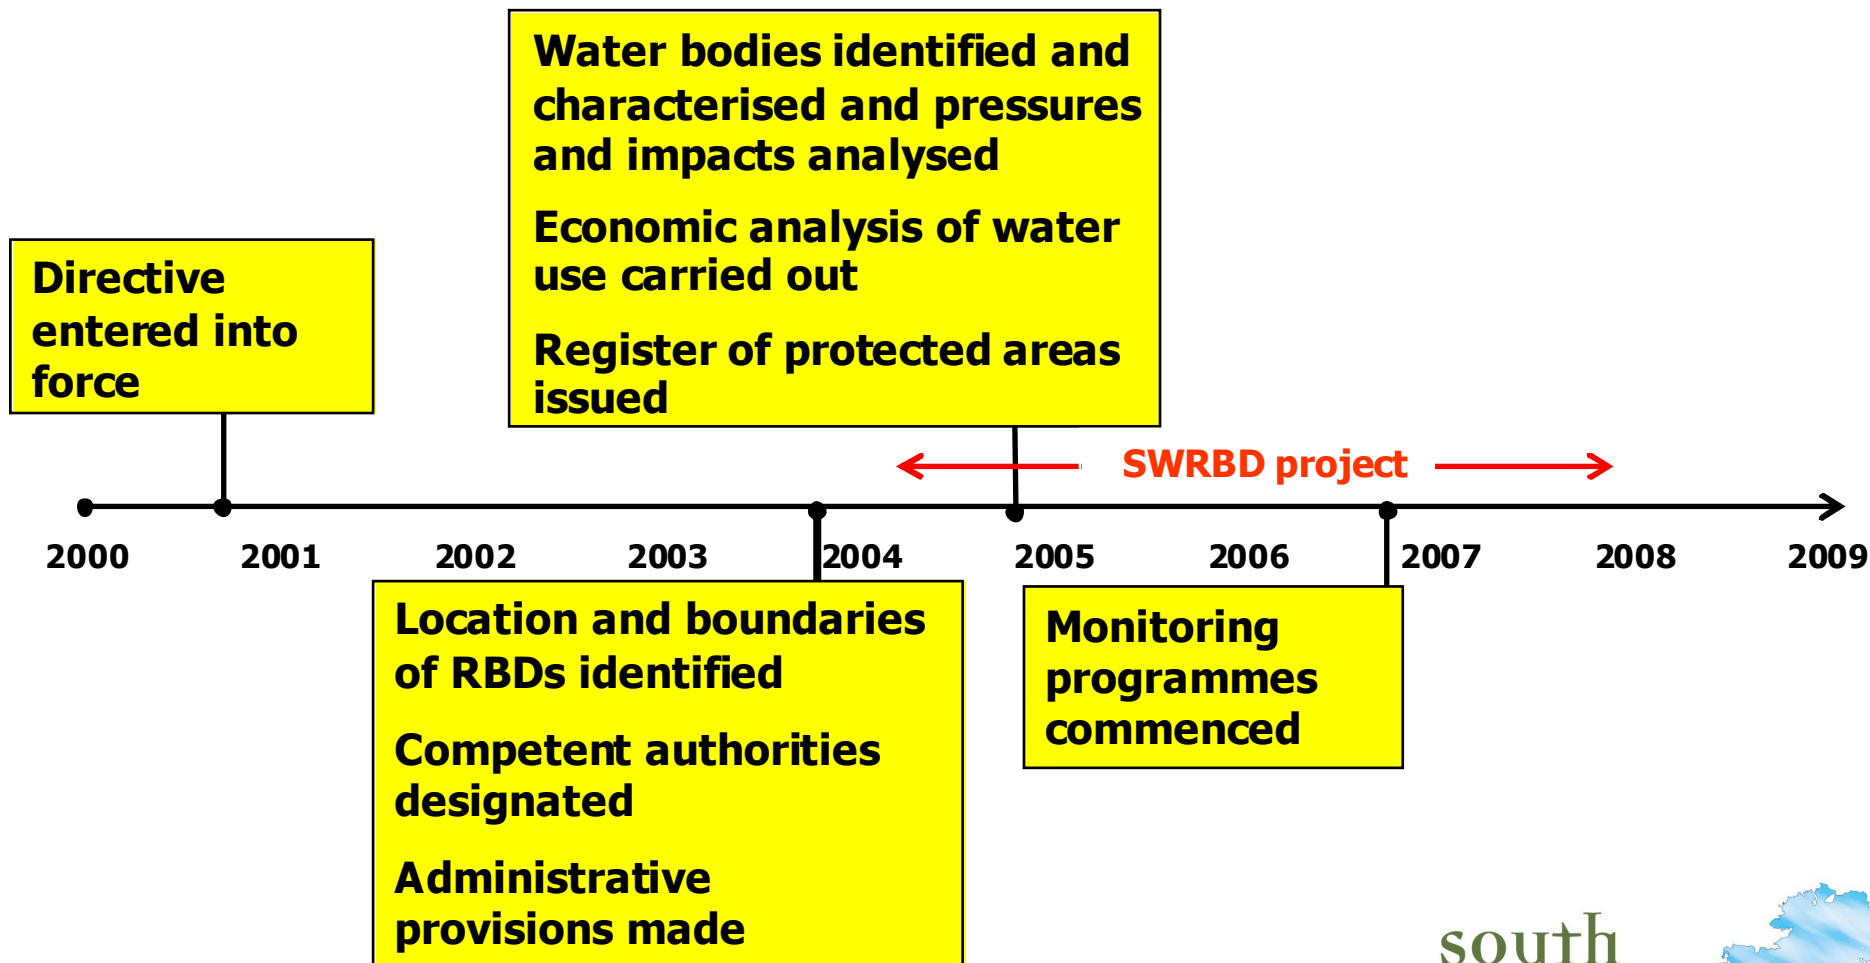 Water bodies identified and
characterised and pressures
and impacts analysed
Economic analysis of water
use carried out
Register of protected areas
issued
Directive
entered into
force
SWRBD project
2000 2001 2002 2003 2004 2005 2006 2007 2008 2009
Location and boundaries
of RBDs identified
Competent authorities
designated
Administrative
provisions made
Monitoring
programmes
commenced
south